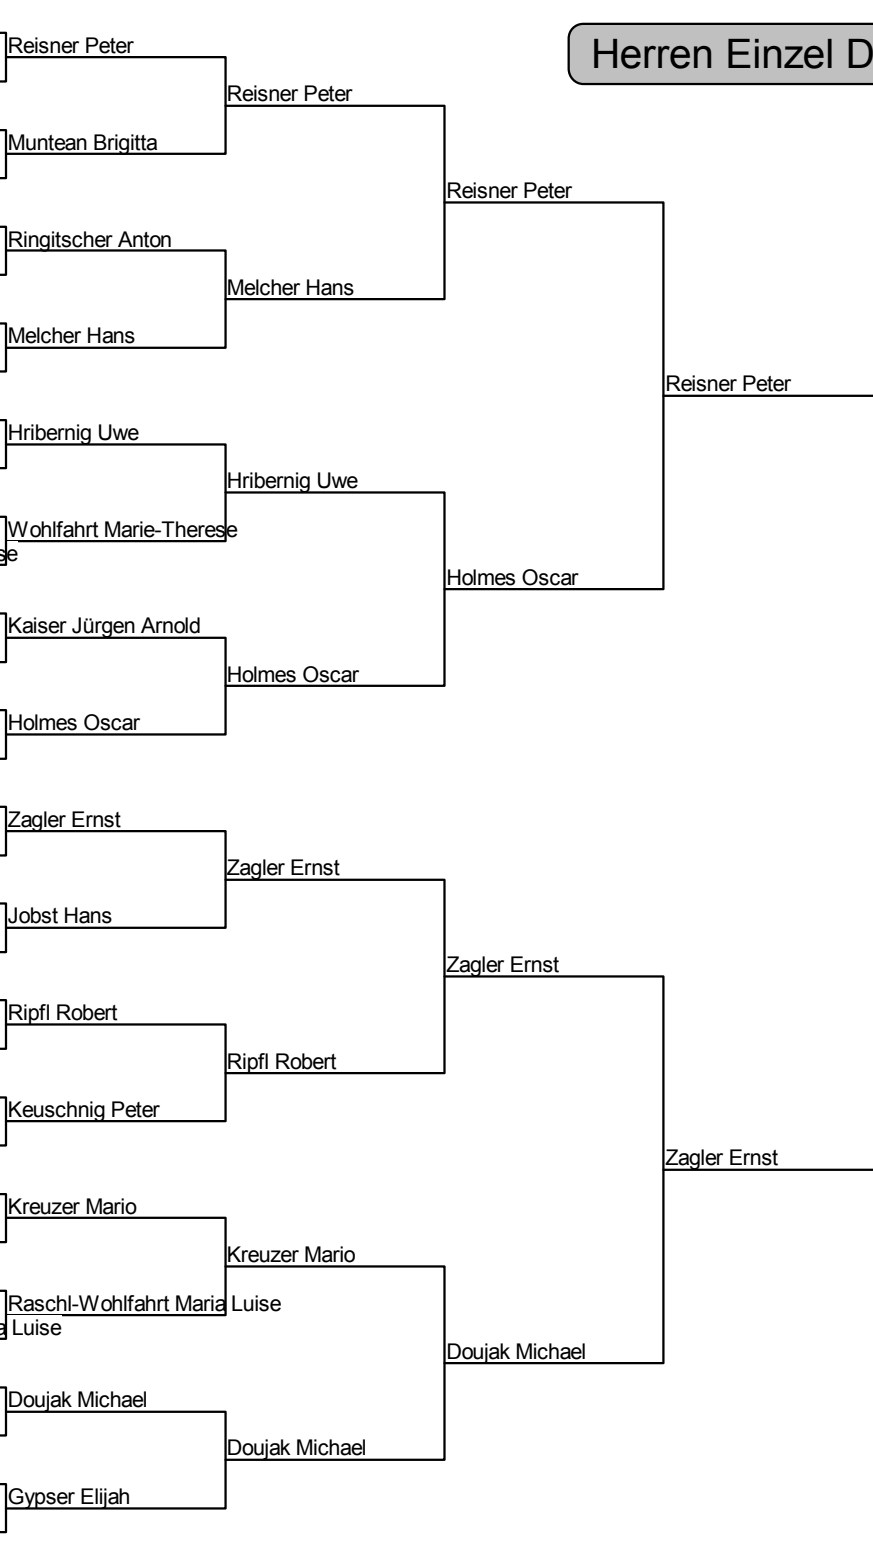 Herren Einzel D
Reisner Peter
Reisner Peter
Muntean Brigitta
Reisner Peter
Ringitscher Anton
Melcher Hans
Melcher Hans
Reisner Peter
Hribernig Uwe
Hribernig Uwe
Wohlfahrt Marie-Therese
se
Holmes Oscar
Kaiser Jürgen Arnold
Holmes Oscar
Holmes Oscar
Zagler Ernst
Zagler Ernst
Jobst Hans
Zagler Ernst
Ripfl Robert
Ripfl Robert
Keuschnig Peter
Zagler Ernst
Kreuzer Mario
Kreuzer Mario
Raschl-Wohlfahrt Maria Luise
a Luise
Doujak Michael
Doujak Michael
Doujak Michael
Gypser Elijah